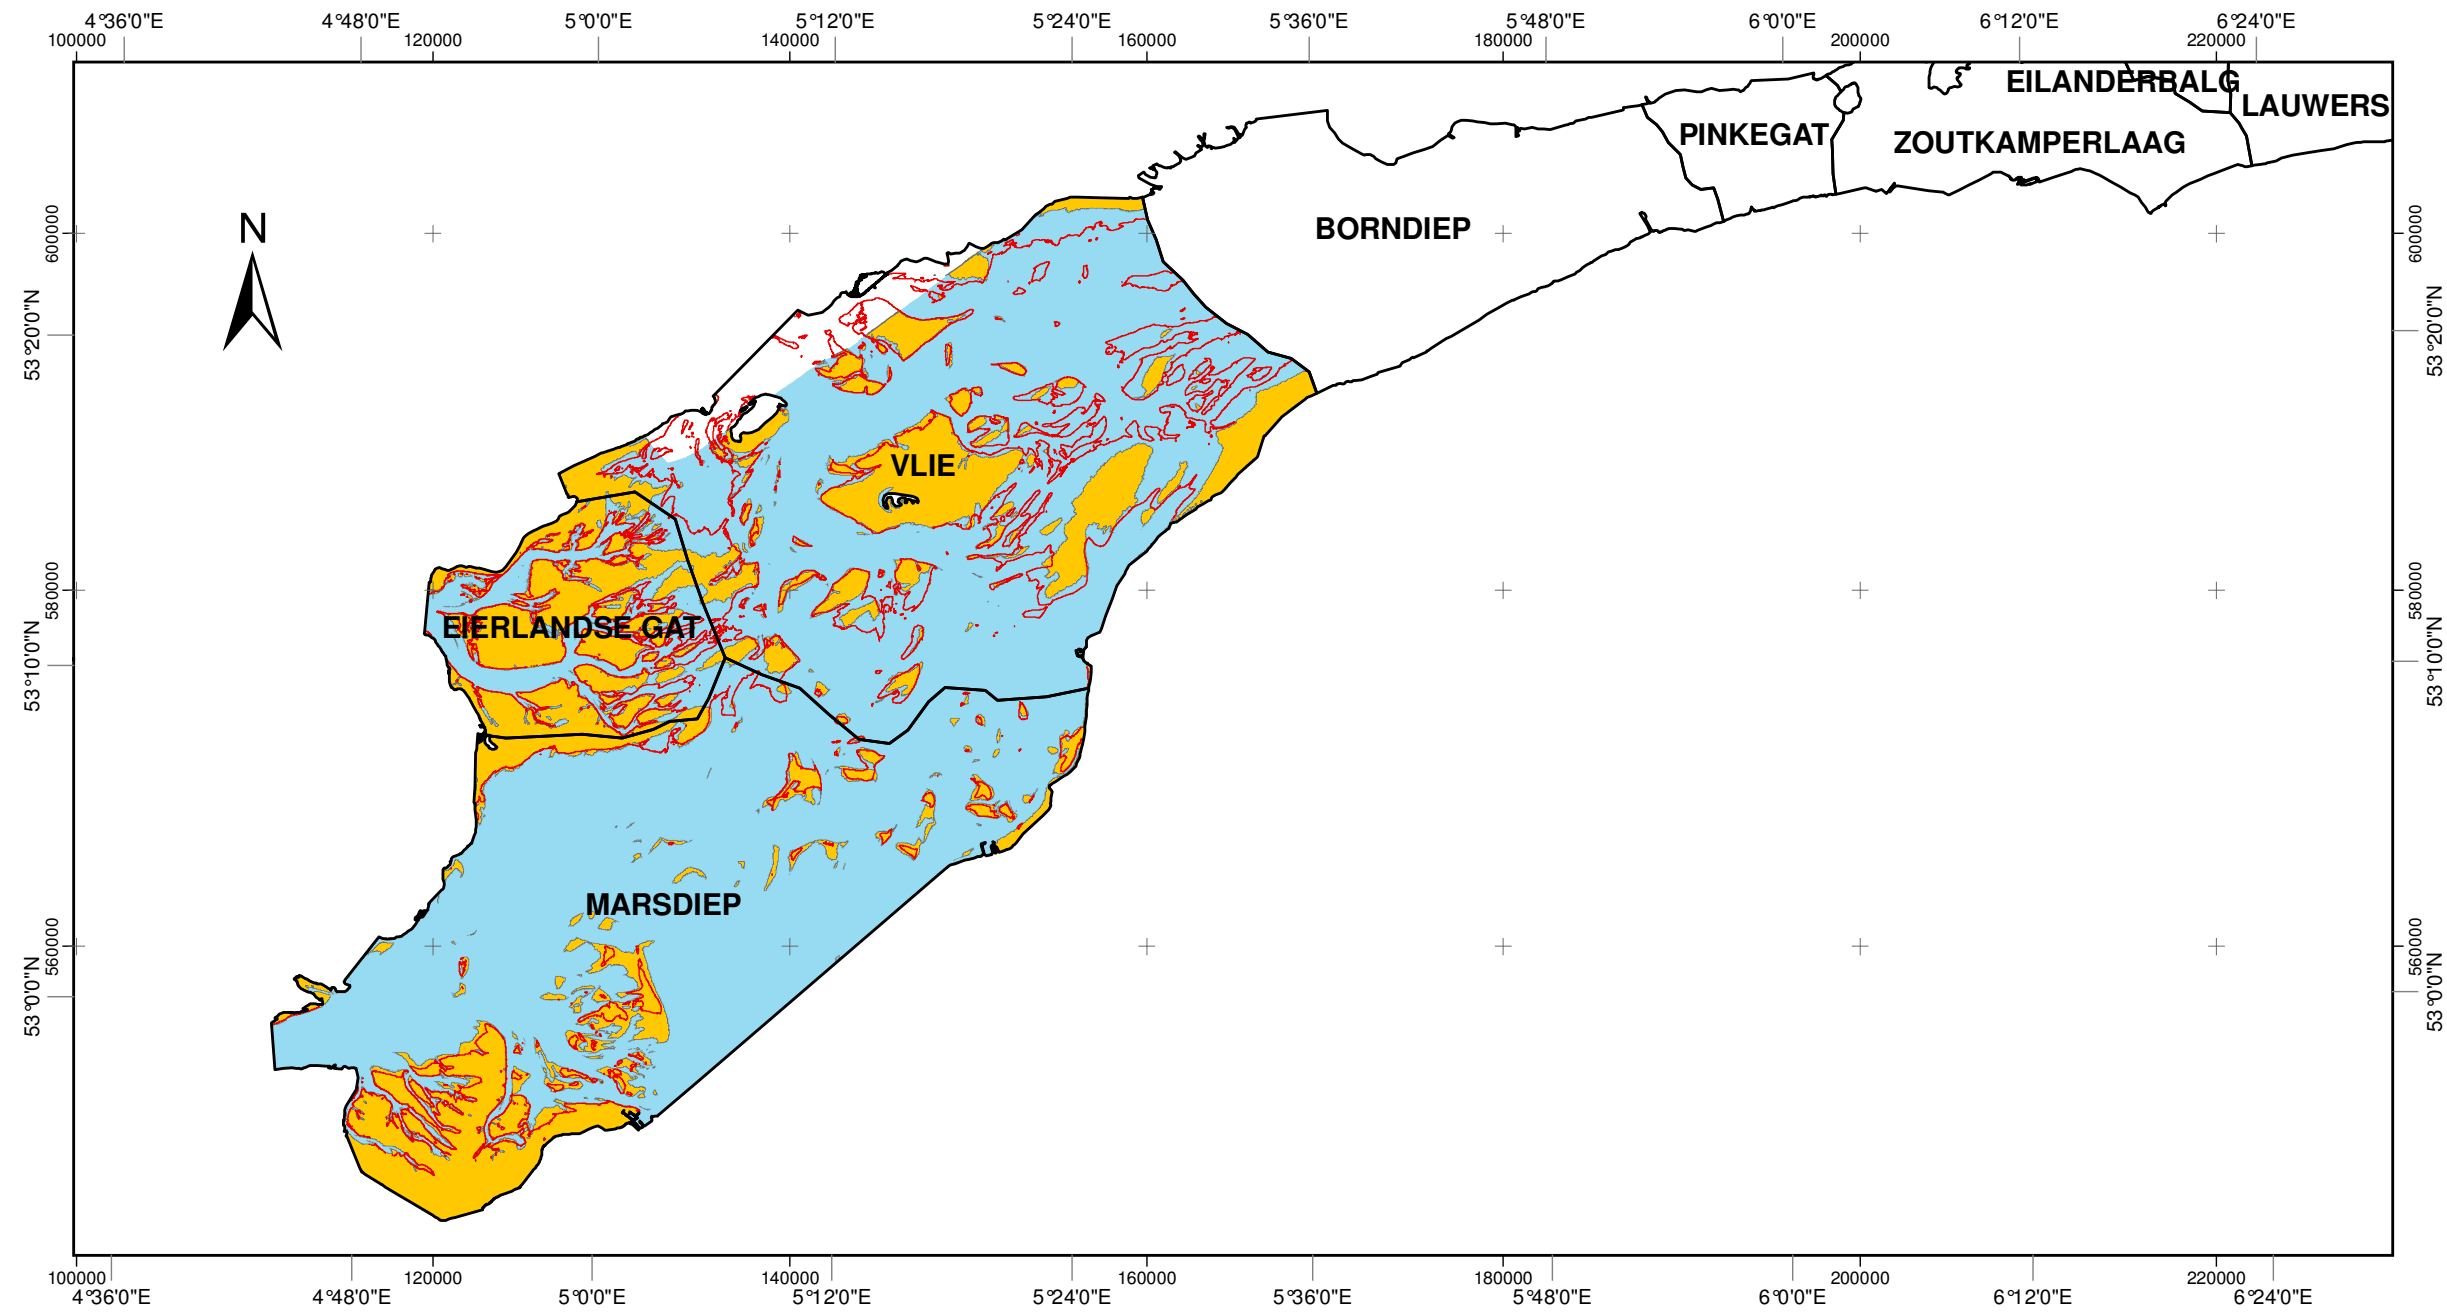 4°36'0"E 4°48'0"E 5°0'0"E 5°12'0"E 5°24'0"E 5°36'0"E 5°48'0"E 6°0'0"E 6°12'0"E 6°24'0"E
100000 120000 140000 160000 180000 200000 220000
EILANDERBALG
LAUWERS
PINKEGAT
ZOUTKAMPERLAAG
N
BORNDIEP
600000 600000
53°20'0"N 53°20'0"N
VLIE
580000 580000
EIERLANDSE GAT
53°10'0"N 53°10'0"N
MARSDIEP
560000 560000
53°0'0"N 53°0'0"N
100000 120000 140000 160000 180000 200000 220000
4°36'0"E 4°48'0"E 5°0'0"E 5°12'0"E 5°24'0"E 5°36'0"E 5°48'0"E 6°0'0"E 6°12'0"E 6°24'0"E